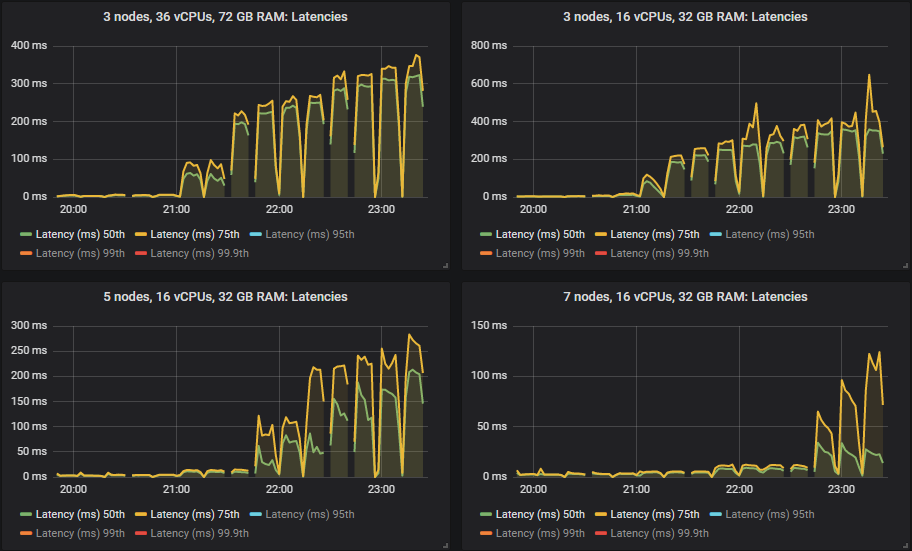 3 nodes, 36 vCPUs, 72 GB RAM: Latencies
400 ms
300 ms
200 ms
100 ms
0 ms
20:00 21:00 22:00 23:00
Latency (ms) 50th Latency (ms) 75th Latency (ms) 95th
Latency (ms) 99th Latency (ms) 99.9th
3 nodes, 16 vCPUs, 32 GB RAM: Latencies
800 ms
600 ms
400 ms
200 ms
0 ms
20:00 21:00 22:00 23:00
Latency (ms) 50th Latency (ms) 75th Latency (ms) 95th
Latency (ms) 99th Latency (ms) 99.9th
5 nodes, 16 vCPUs, 32 GB RAM: Latencies
300 ms
250 ms
200 ms
150 ms
100 ms
50 ms
0 ms
20:00 21:00 22:00 23:00
Latency (ms) 50th Latency (ms) 75th Latency (ms) 95th
Latency (ms) 99th Latency (ms) 99.9th
7 nodes, 16 vCPUs, 32 GB RAM: Latencies
150 ms
100 ms
50 ms
0 ms
20:00 21:00 22:00 23:00
Latency (ms) 50th Latency (ms) 75th Latency (ms) 95th
Latency (ms) 99th Latency (ms) 99.9th